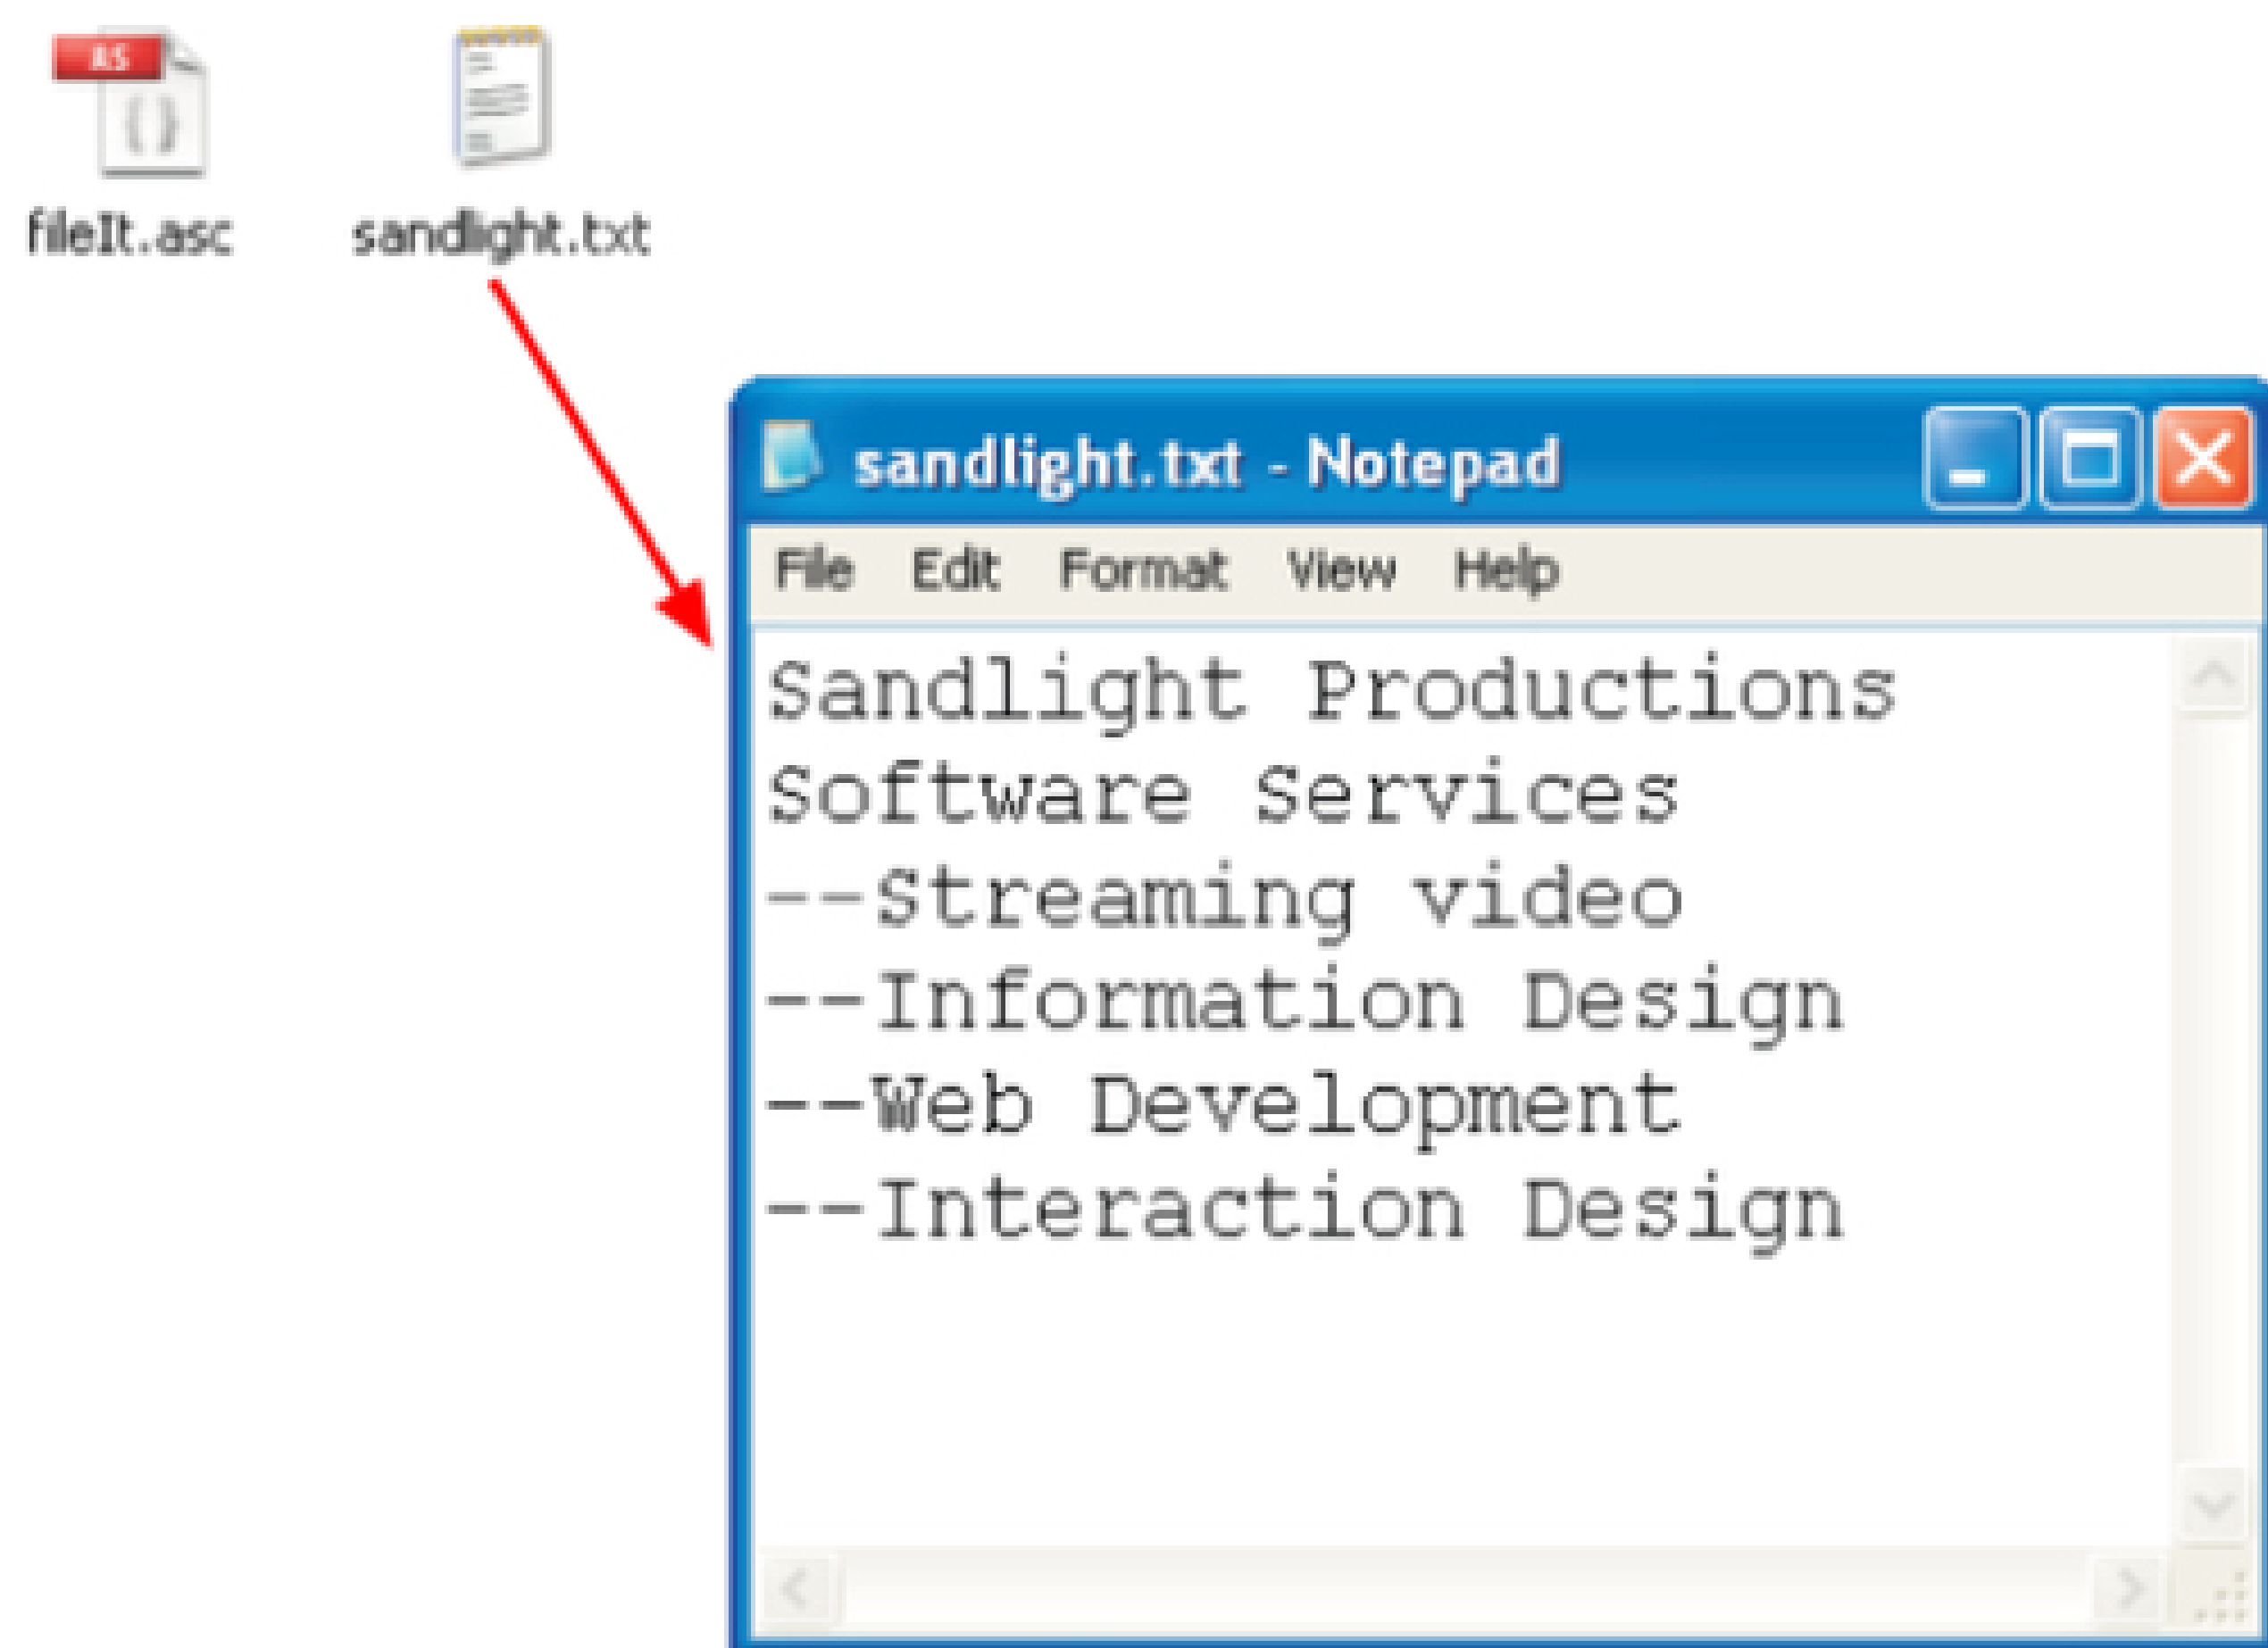 AS
fileIt.asc
sandlight.txt
sandlight.txt - Notepad
File Edit Format View Help
Sandlight Productions
Software Services
--Streaming video
--Information Design
--Web Development
--Interaction Design